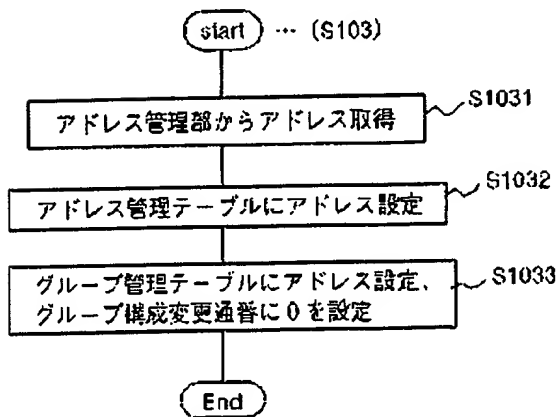 start … (S103)
アドレス管理部からアドレス取得
S1031
アドレス管理テーブルにアドレス設定
S1032
グループ管理テーブルにアドレス設定、
グループ構成変更通番に0を設定
S1033
End